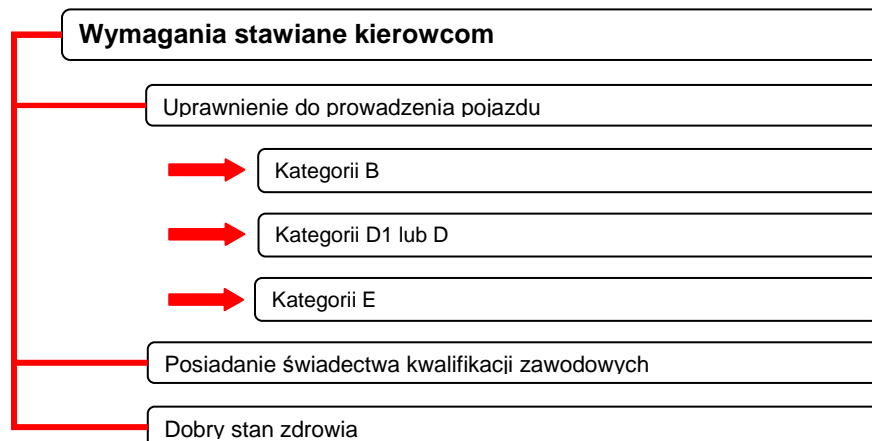 Wymagania stawiane kierowcom
Uprawnienie do prowadzenia pojazdu
Kategorii B
Kategorii D1 lub D
Kategorii E
Posiadanie świadectwa kwalifikacji zawodowych
Dobry stan zdrowia